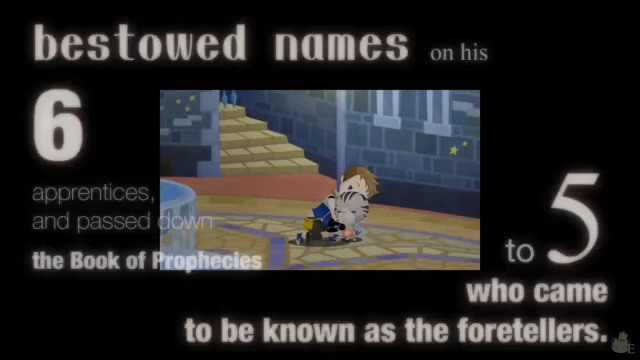 bestowed names on his
6
apprentices,
and passed down
the Book of Prophecies
to 5
who came
to be known as the foretellers.